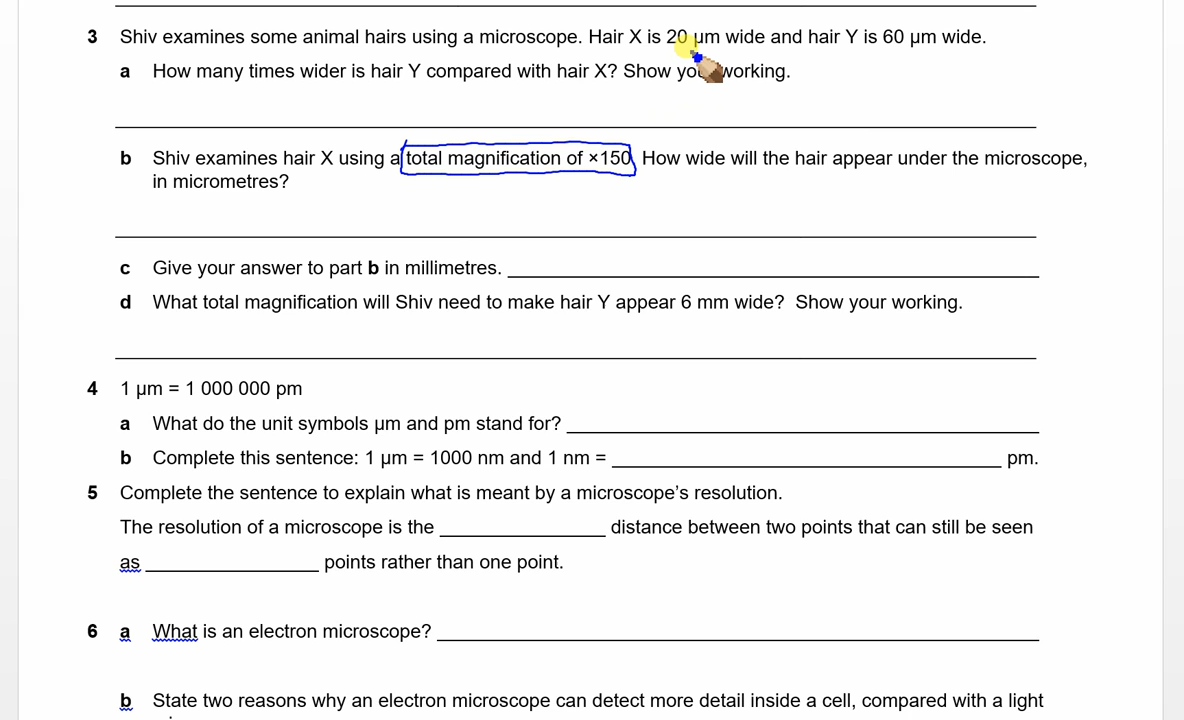 3 Shiv examines some animal hairs using a microscope. Hair X is 20 µm wide and hair Y is 60 µm wide.
a How many times wider is hair Y compared with hair X? Show working.
b Shiv examines hair X using a total magnification of ×150 How wide will the hair appear under the microscope,
in micrometres?
c Give your answer to part b in millimetres.
d What total magnification will Shiv need to make hair Y appear 6 mm wide? Show your working.
4 1 µm = 1 000 000 pm
a What do the unit symbols µm and pm stand for?
b Complete this sentence: 1 µm = 1000 nm and 1 nm = pm.
5 Complete the sentence to explain what is meant by a microscope’s resolution.
The resolution of a microscope is the distance between two points that can still be seen
as points rather than one point.
6 a What is an electron microscope?
b State two reasons why an electron microscope can detect more detail inside a cell, compared with a light